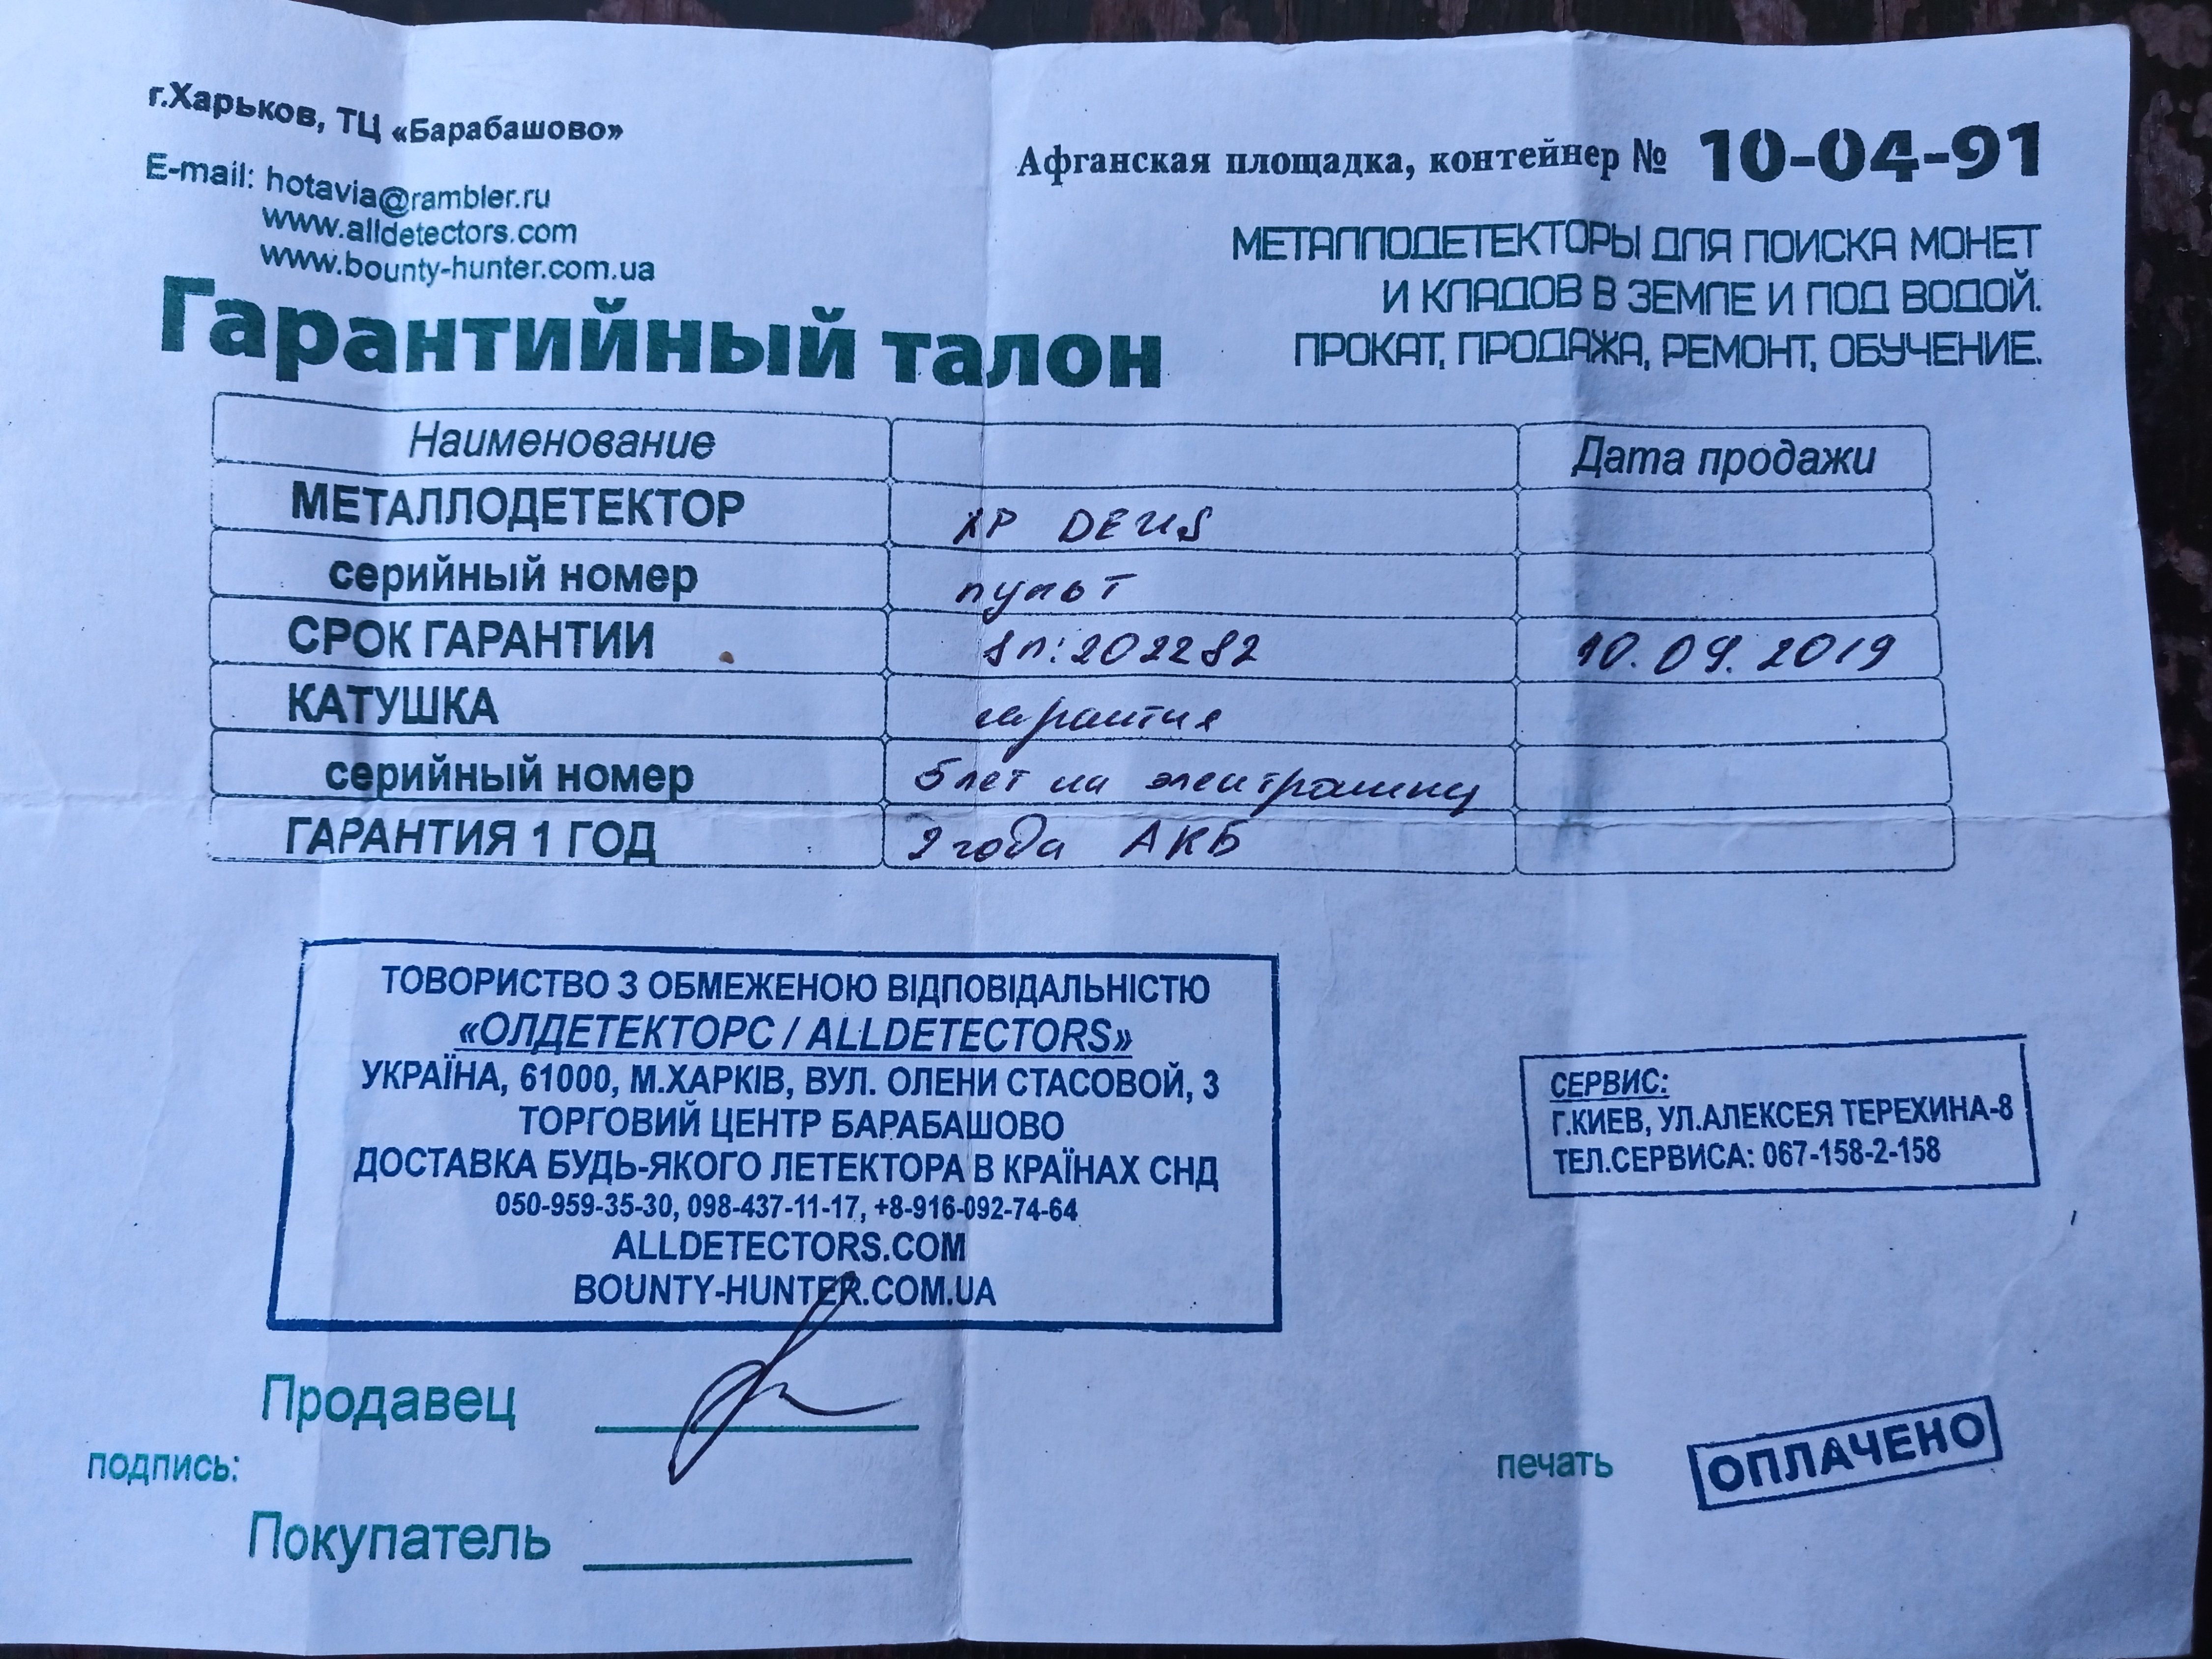 г.Харьков, ТЦ «Барабашово»
E-mail: hotavia@rambler.ru
www.alldetectors.com
www.bounty-hunter.com.ua
Афганская площадка, контейнер № 10-04-91
МЕТАЛЛОДЕТЕКТОРЫ ДЛЯ ПОИСКА МОНЕТ
И КЛАДОВ В ЗЕМЛЕ И ПОД ВОДОЙ.
ПРОКАТ, ПРОДАЖА, РЕМОНТ, ОБУЧЕНИЕ.
Гарантийный талон
Наименование Дата продажи
МЕТАЛЛОДЕТЕКТОР XP DEUS
серийный номер пульт
СРОК ГАРАНТИИ sn:202282 10.09.2019
КАТУШКА гарантия
серийный номер 5 лет на электронику
ГАРАНТИЯ 1 ГОД 2 года АКБ
ТОВОРИСТВО З ОБМЕЖЕНОЮ ВІДПОВІДАЛЬНІСТЮ
«ОЛДЕТЕКТОРС / ALLDETECTORS»
УКРАЇНА, 61000, М.ХАРКІВ, ВУЛ. ОЛЕНИ СТАСОВОЙ, 3
ТОРГОВИЙ ЦЕНТР БАРАБАШОВО
ДОСТАВКА БУДЬ-ЯКОГО ЛЕТЕКТОРА В КРАЇНАХ СНД
050-959-35-30, 098-437-11-17, +8-916-092-74-64
ALLDETECTORS.COM
BOUNTY-HUNTER.COM.UA
СЕРВИС:
Г.КИЕВ, УЛ.АЛЕКСЕЯ ТЕРЕХИНА-8
ТЕЛ.СЕРВИСА: 067-158-2-158
Продавец
подпись:
Покупатель
печать ОПЛАЧЕНО